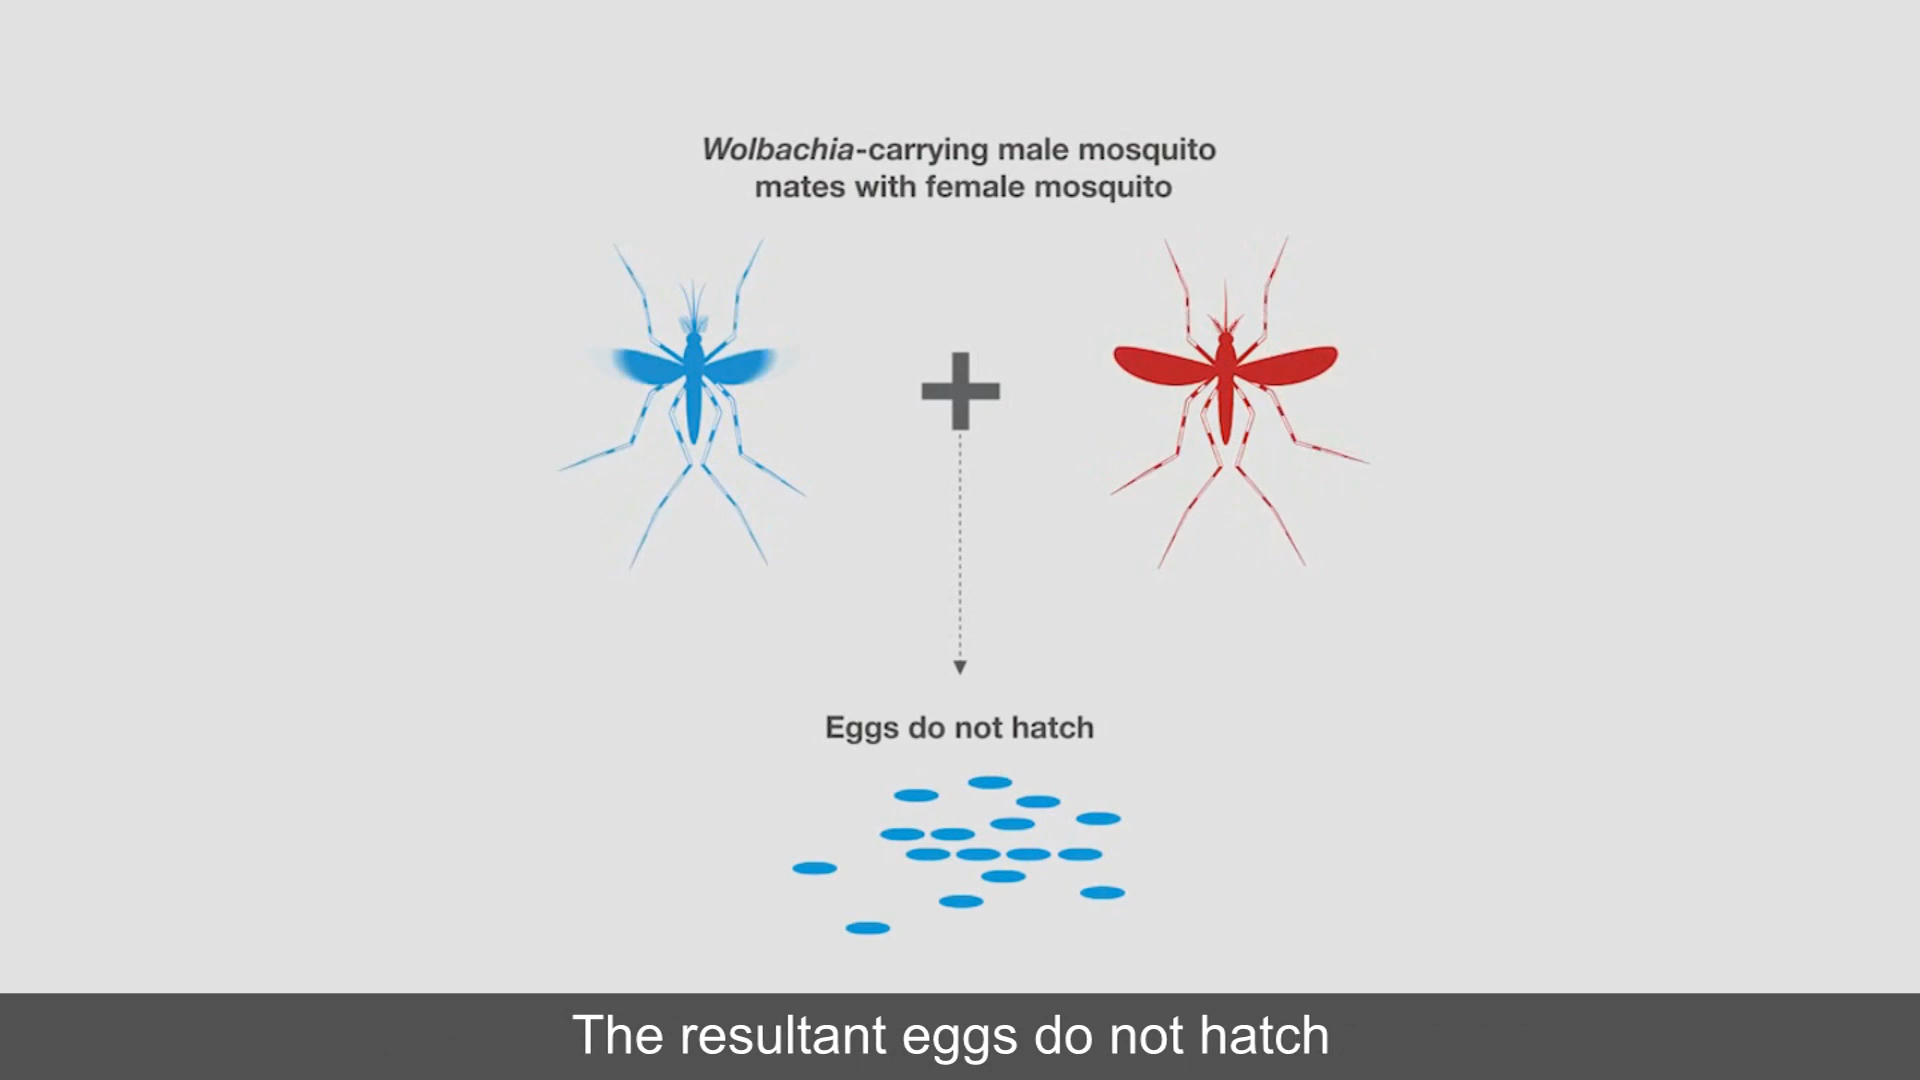 Wolbachia-carrying male mosquito
mates with female mosquito
Eggs do not hatch
The resultant eggs do not hatch